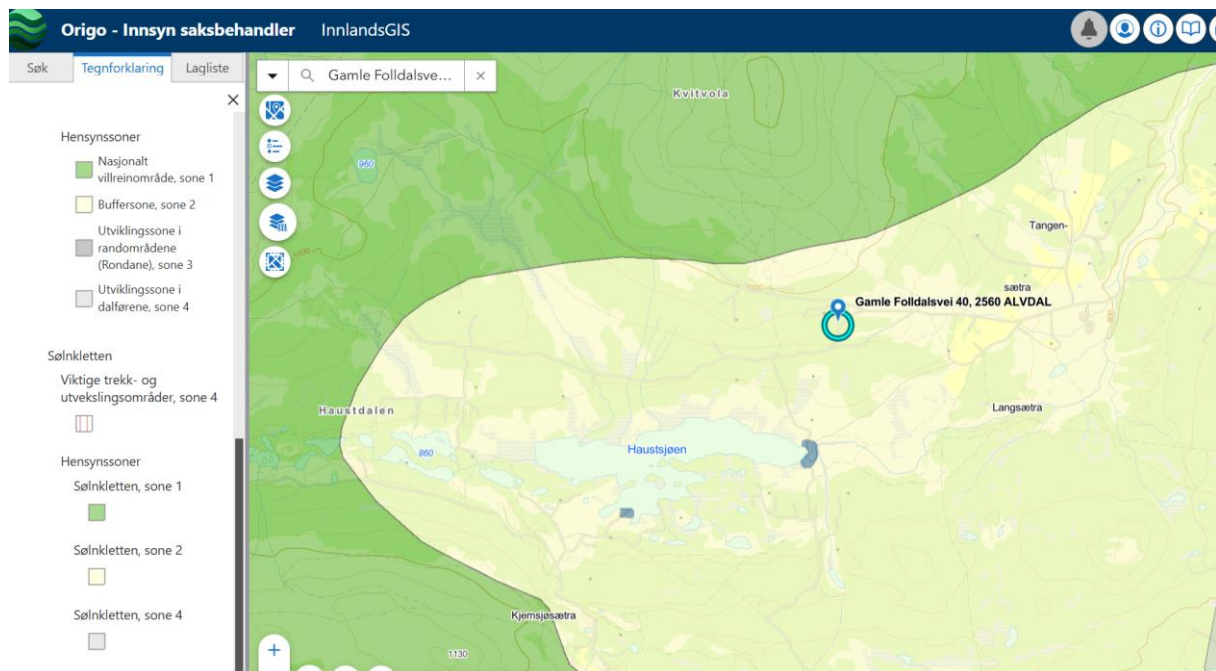 Origo - Innsyn saksbehandler InnlandsGIS
Søk Tegnforklaring Lagliste
Hensynssoner
Nasjonalt
villreinområde, sone 1
Buffersone, sone 2
Utviklingssone i
randområdene
(Rondane), sone 3
Utviklingssone i
dalførene, sone 4
Sølnkletten
Viktige trekk- og
utvekslingsområder, sone 4
Hensynssoner
Sølnkletten, sone 1
Sølnkletten, sone 2
Sølnkletten, sone 4
Gamle Folldalsve...
Kvitvola
960
Tangen-
sætra
Gamle Folldalsvei 40, 2560 ALVDAL
Langsætra
Haustdalen
860
Haustsjøen
Kjemsjøsætra
1130